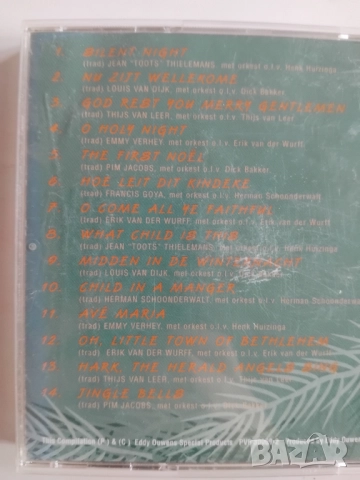 1. SILENT NIGHT
(trad) JEAN "TOOTS" THIELEMANS, met orkest o.l.v. Henk Huizinga
2. NU ZIJT WELLEKOME
(trad) LOUIS VAN DIJK, met orkest o.l.v. Dick Bakker
3. GOD REST YOU MERRY GENTLEMEN
(trad) THIJS VAN LEER, met orkest o.l.v. Thijs van Leer
4. O HOLY NIGHT
(trad) EMMY VERHEY, met orkest o.l.v. Erik van der Wurff
5. THE FIRST NOËL
(trad) PIM JACOBS, met orkest o.l.v. Dick Bakker
6. HOE LEIT DIT KINDEKE
(trad) FRANCIS GOYA, met orkest o.l.v. Herman Schoonderwalt
7. O COME ALL YE FAITHFUL
(trad) ERIK VAN DER WURFF, met orkest o.l.v. Erik van der Wurff
8. WHAT CHILD IS THIS
(trad) JEAN "TOOTS" THIELEMANS, met orkest o.l.v. Henk Huizinga
9. MIDDEN IN DE WINTERNACHT
(trad) LOUIS VAN DIJK, met orkest o.l.v.
10. CHILD IN A MANGER
(trad) HERMAN SCHOONDERWALT, met orkest o.l.v. Herman Schoonderwalt
11. AVE MARIA
(trad) EMMY VERHEY, met orkest o.l.v. Henk Huizinga
12. OH, LITTLE TOWN OF BETHLEHEM
(trad) ERIK VAN DER WURFF, met orkest o.l.v. Erik van der Wurff
13. HARK, THE HERALD ANGELS SING
(trad) THIJS VAN LEER, met orkest o.l.v. Thijs van Leer
14. JINGLE BELLS
(trad) PIM JACOBS, met orkest o.l.v.
This Compilation (P) & (C) Eddy Ouwens Special Products / Eddy Ouwens
Bazar